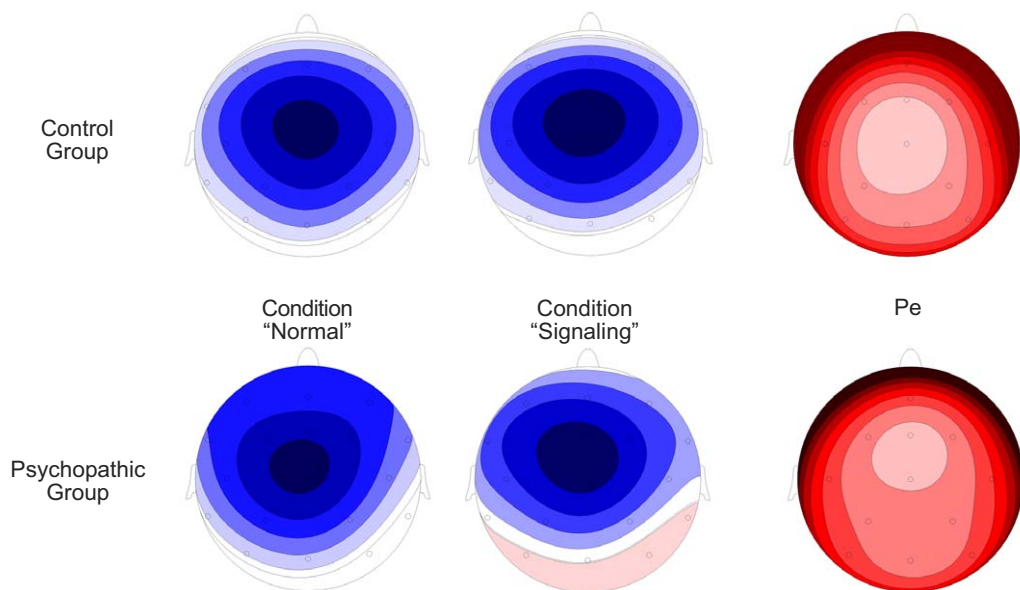 Control
Group
Condition
“Normal”
Condition
“Signaling”
Pe
Psychopathic
Group